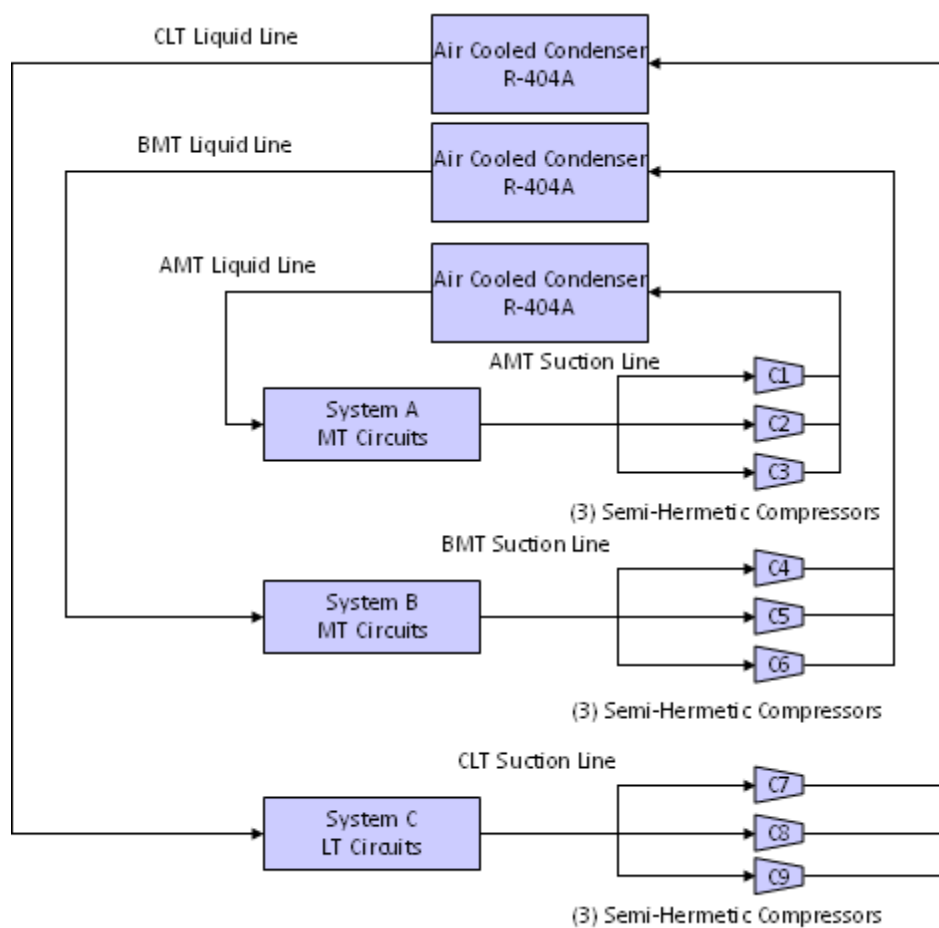 CLT Liquid Line
Air Cooled Condenser
R-404A
BMT Liquid Line
Air Cooled Condenser
R-404A
AMT Liquid Line
Air Cooled Condenser
R-404A
AMT Suction Line
C1
System A
MT Circuits
C2
C3
(3) Semi-Hermetic Compressors
BMT Suction Line
C4
System B
MT Circuits
C5
C6
(3) Semi-Hermetic Compressors
CLT Suction Line
C7
System C
LT Circuits
C8
C9
(3) Semi-Hermetic Compressors